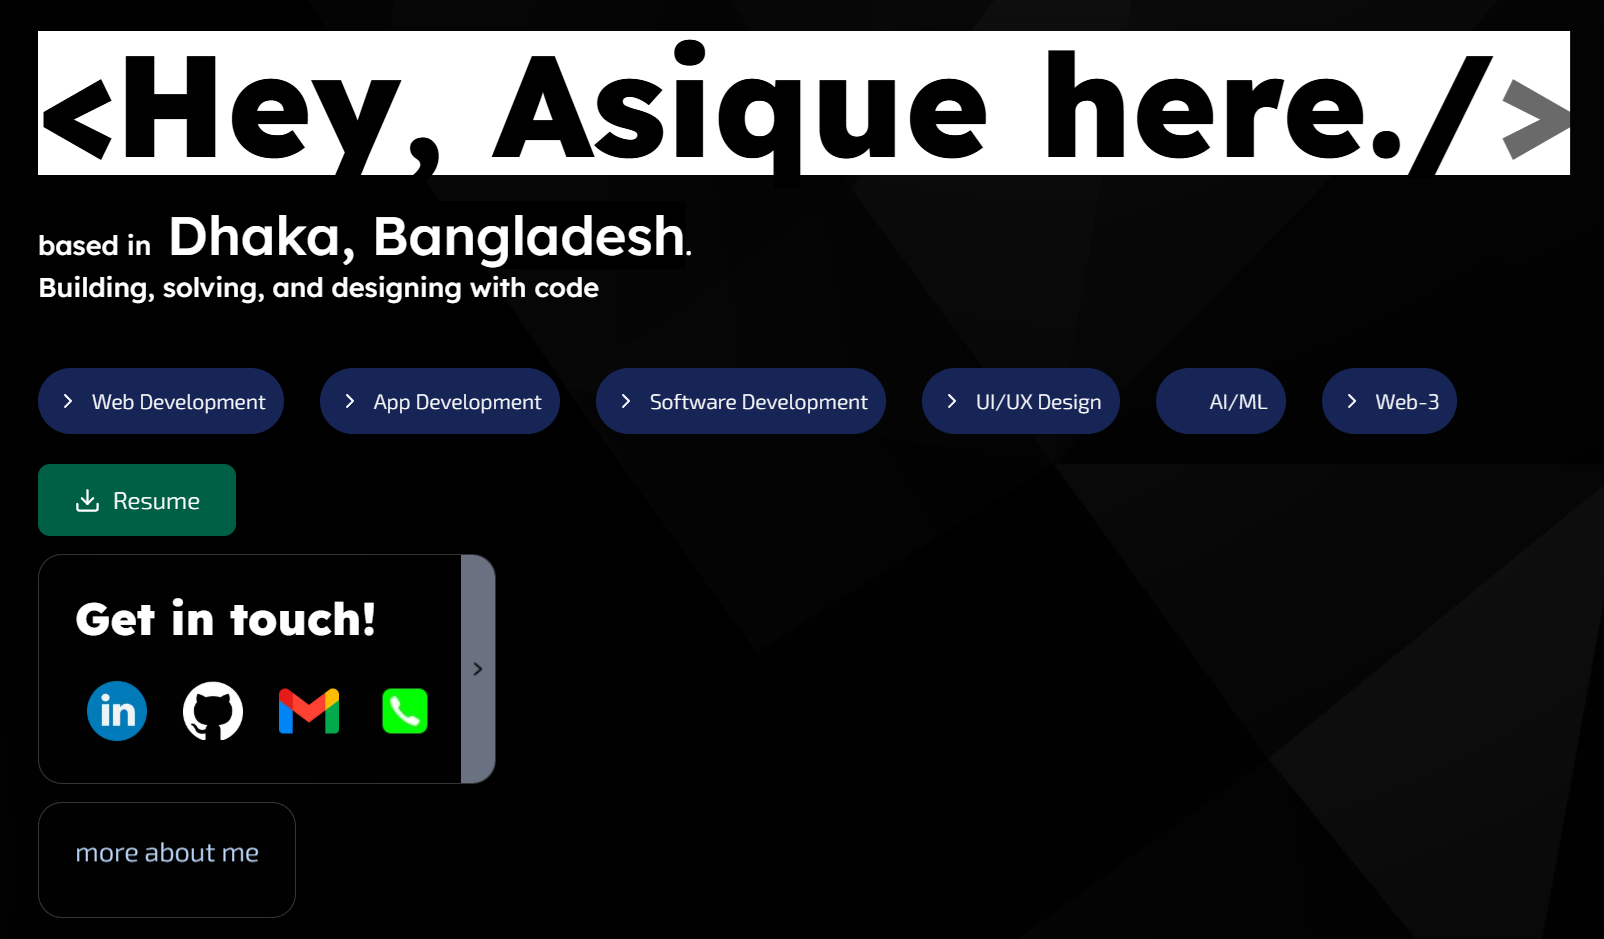 <Hey, Asique here./>
based in Dhaka, Bangladesh.
Building, solving, and designing with code
Web Development
App Development
Software Development
UI/UX Design
AI/ML
Web-3
Resume
Get in touch!
in
more about me